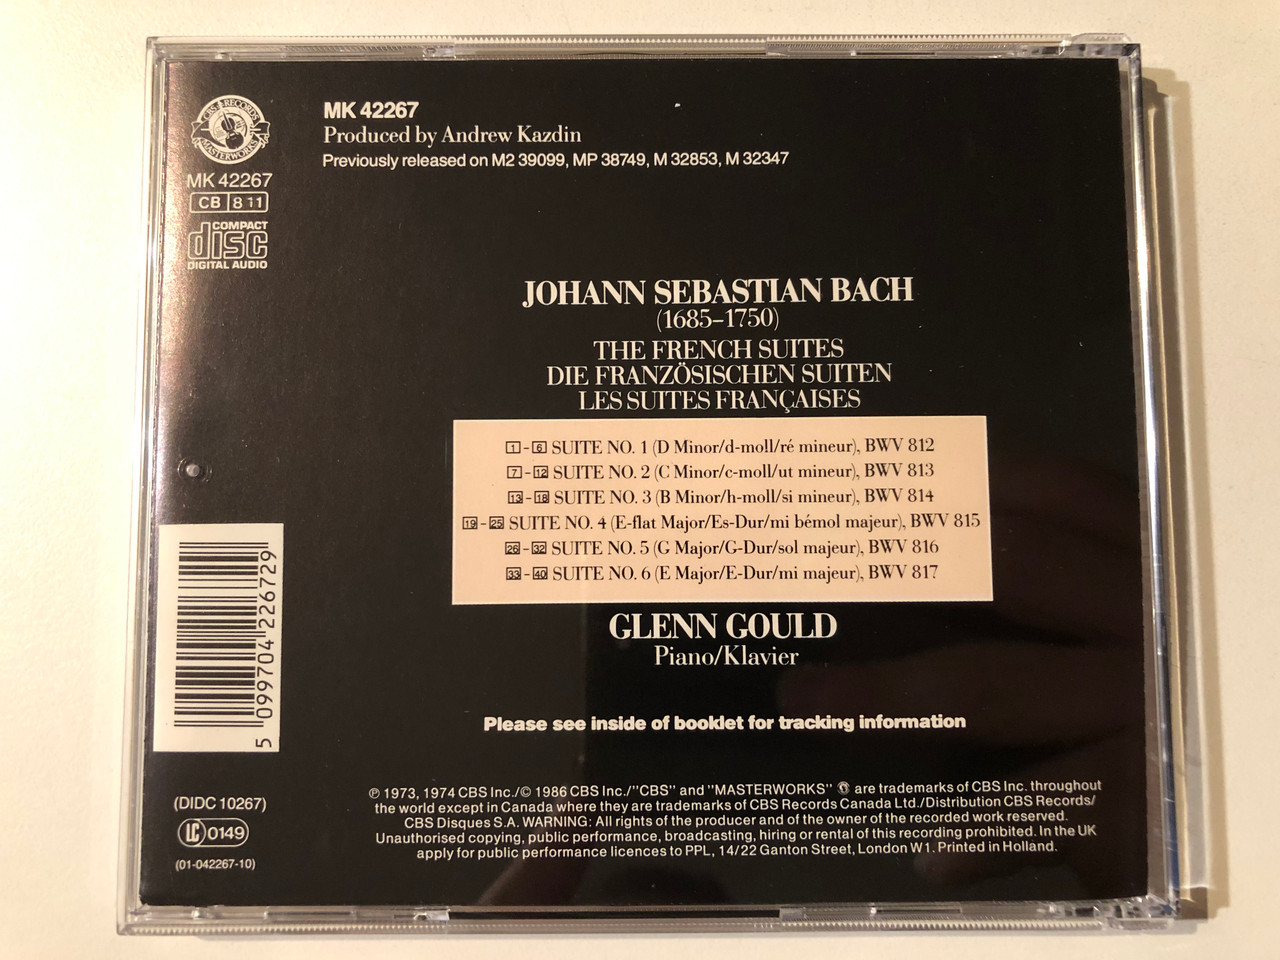 CBS RECORDS
MASTERWORKS
MK 42267
CB 811
COMPACT
disc
DIGITAL AUDIO
MK 42267
Produced by Andrew Kazdin
Previously released on M2 39099, MP 38749, M 32853, M 32347
JOHANN SEBASTIAN BACH
(1685–1750)
THE FRENCH SUITES
DIE FRANZÖSISCHEN SUITEN
LES SUITES FRANÇAISES
1 - 6 SUITE NO. 1 (D Minor/d-moll/ré mineur), BWV 812
7 - 12 SUITE NO. 2 (C Minor/c-moll/ut mineur), BWV 813
13 - 18 SUITE NO. 3 (B Minor/h-moll/si mineur), BWV 814
19 - 25 SUITE NO. 4 (E-flat Major/Es-Dur/mi bémol majeur), BWV 815
26 - 32 SUITE NO. 5 (G Major/G-Dur/sol majeur), BWV 816
33 - 40 SUITE NO. 6 (E Major/E-Dur/mi majeur), BWV 817
GLENN GOULD
Piano/Klavier
Please see inside of booklet for tracking information
5 099704 226729
(DIDC 10267)
LC 0149
(01-042267-10)
℗ 1973, 1974 CBS Inc./© 1986 CBS Inc./"CBS" and "MASTERWORKS" are trademarks of CBS Inc. throughout
the world except in Canada where they are trademarks of CBS Records Canada Ltd./Distribution CBS Records/
CBS Disques S.A. WARNING: All rights of the producer and of the owner of the recorded work reserved.
Unauthorised copying, public performance, broadcasting, hiring or rental of this recording prohibited. In the UK
apply for public performance licences to PPL, 14/22 Ganton Street, London W1. Printed in Holland.